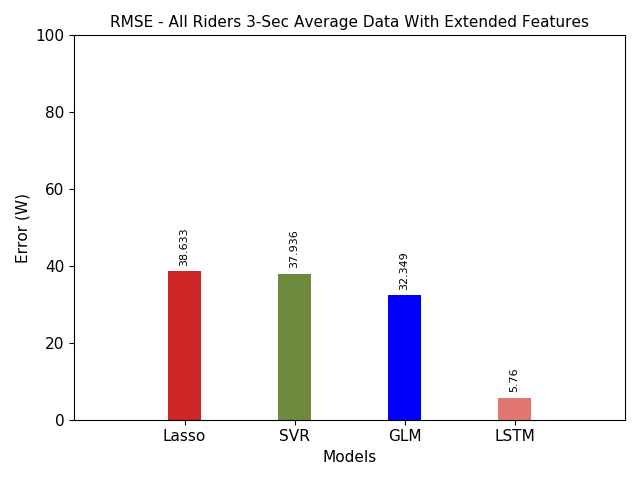 RMSE - All Riders 3-Sec Average Data With Extended Features
100
80
60
40
20
0
Error (W)
38.633
37.936
32.349
5.76
Lasso
SVR
GLM
LSTM
Models